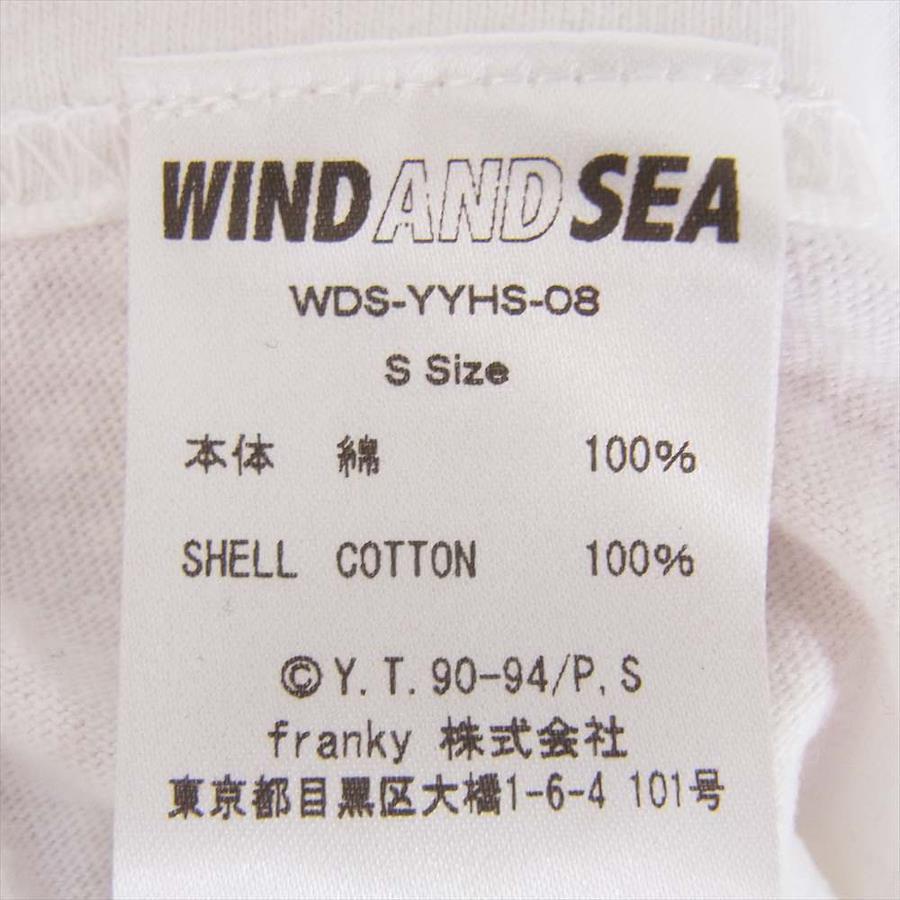 WIND AND SEA
WDS-YYHS-08
S Size
本体 綿 100%
SHELL COTTON 100%
©Y.T.90-94/P,S
franky 株式会社
東京都目黒区大橋1-6-4 101号